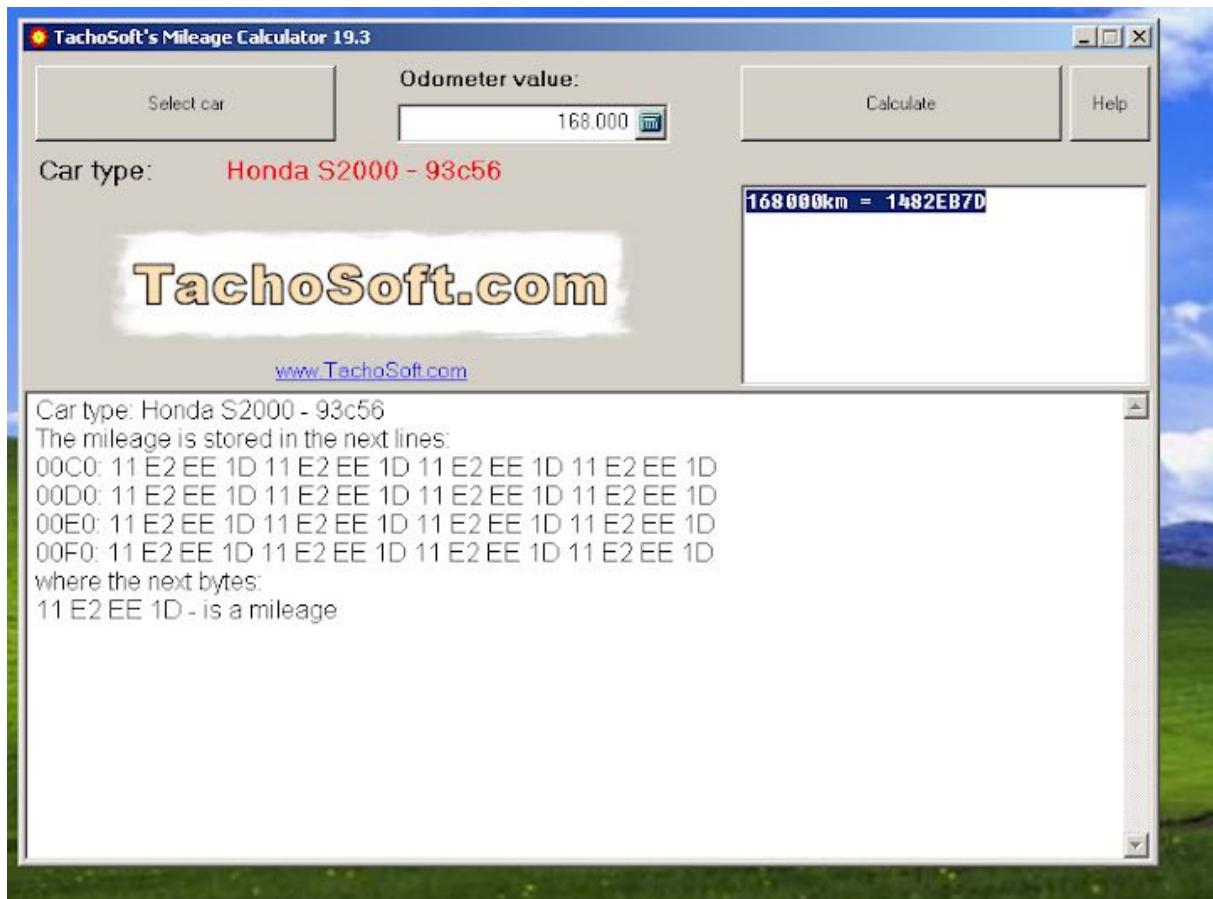 TachoSoft's Mileage Calculator 19.3
Select car
Odometer value:
168.000
Calculate
Help
Car type: Honda S2000 - 93c56
168000km = 1482EB7D
TachoSoft.com
www.TachoSoft.com
Car type: Honda S2000 - 93c56
The mileage is stored in the next lines:
00C0: 11 E2 EE 1D 11 E2 EE 1D 11 E2 EE 1D 11 E2 EE 1D
00D0: 11 E2 EE 1D 11 E2 EE 1D 11 E2 EE 1D 11 E2 EE 1D
00E0: 11 E2 EE 1D 11 E2 EE 1D 11 E2 EE 1D 11 E2 EE 1D
00F0: 11 E2 EE 1D 11 E2 EE 1D 11 E2 EE 1D 11 E2 EE 1D
where the next bytes:
11 E2 EE 1D - is a mileage